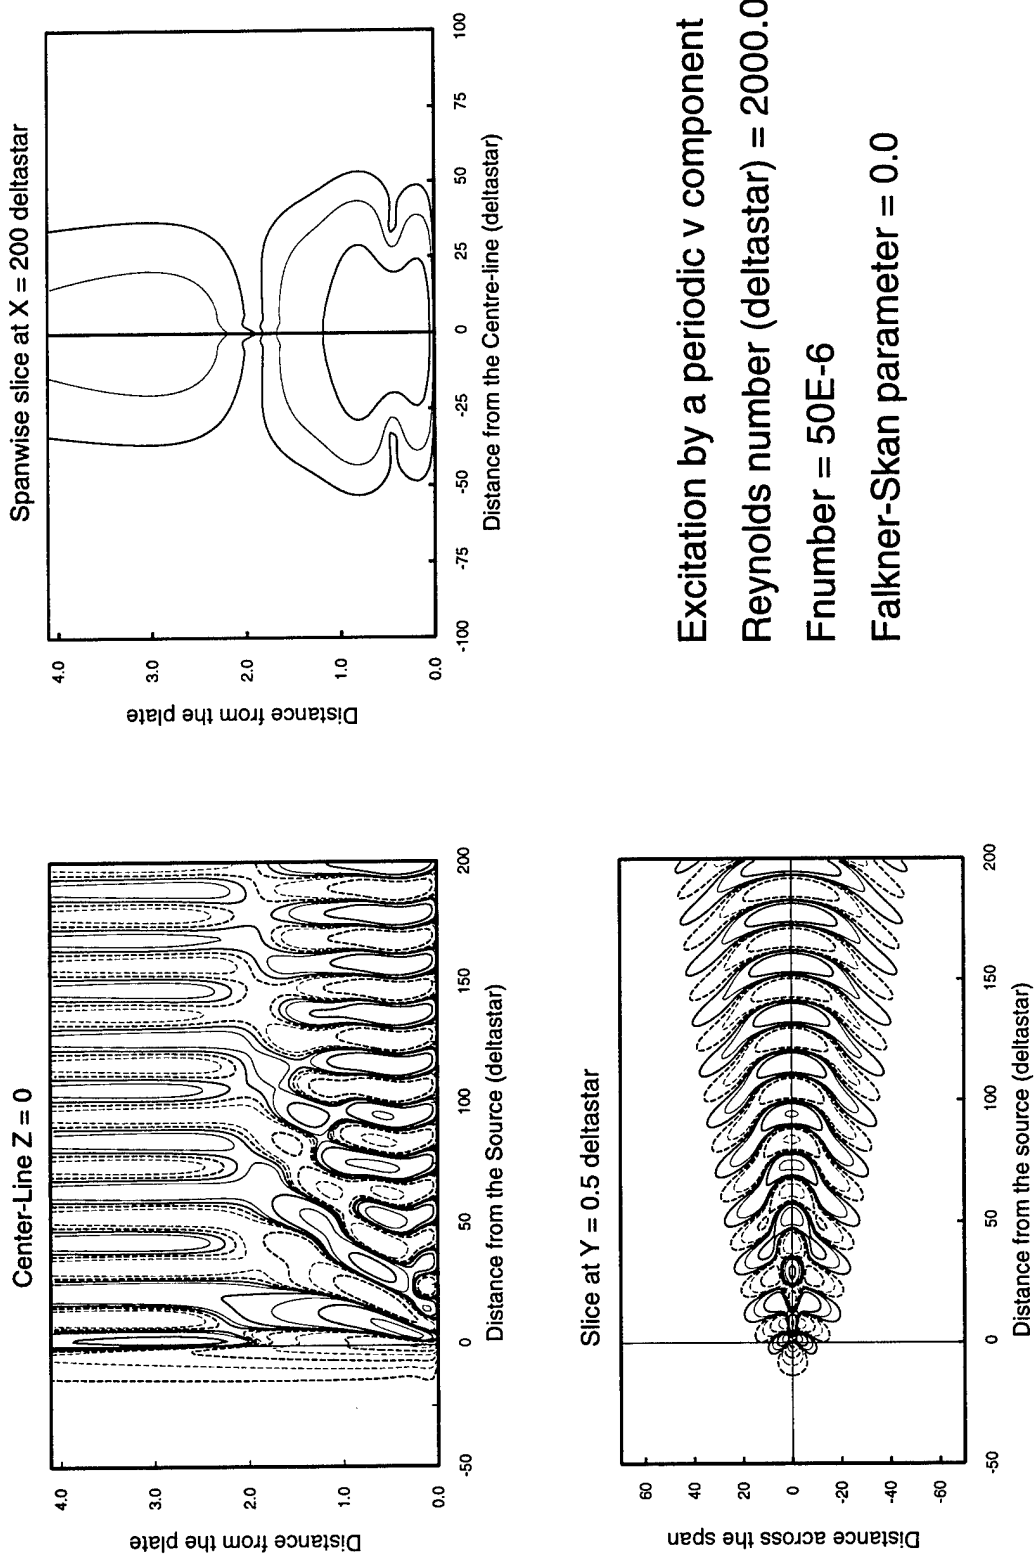 Center-Line Z = 0
Distance from the plate
4.0
3.0
2.0
1.0
0.0
-50
0
50
100
150
200
Distance from the Source (deltastar)
Spanwise slice at X = 200 deltastar
Distance from the plate
4.0
3.0
2.0
1.0
0.0
-100
-75
-50
-25
0
25
50
75
100
Distance from the Centre-line (deltastar)
Slice at Y = 0.5 deltastar
Distance across the span
60
40
20
0
-20
-40
-60
-50
0
50
100
150
200
Distance from the source (deltastar)
Excitation by a periodic v component
Reynolds number (deltastar) = 2000.0
Fnumber = 50E-6
Falkner-Skan parameter = 0.0